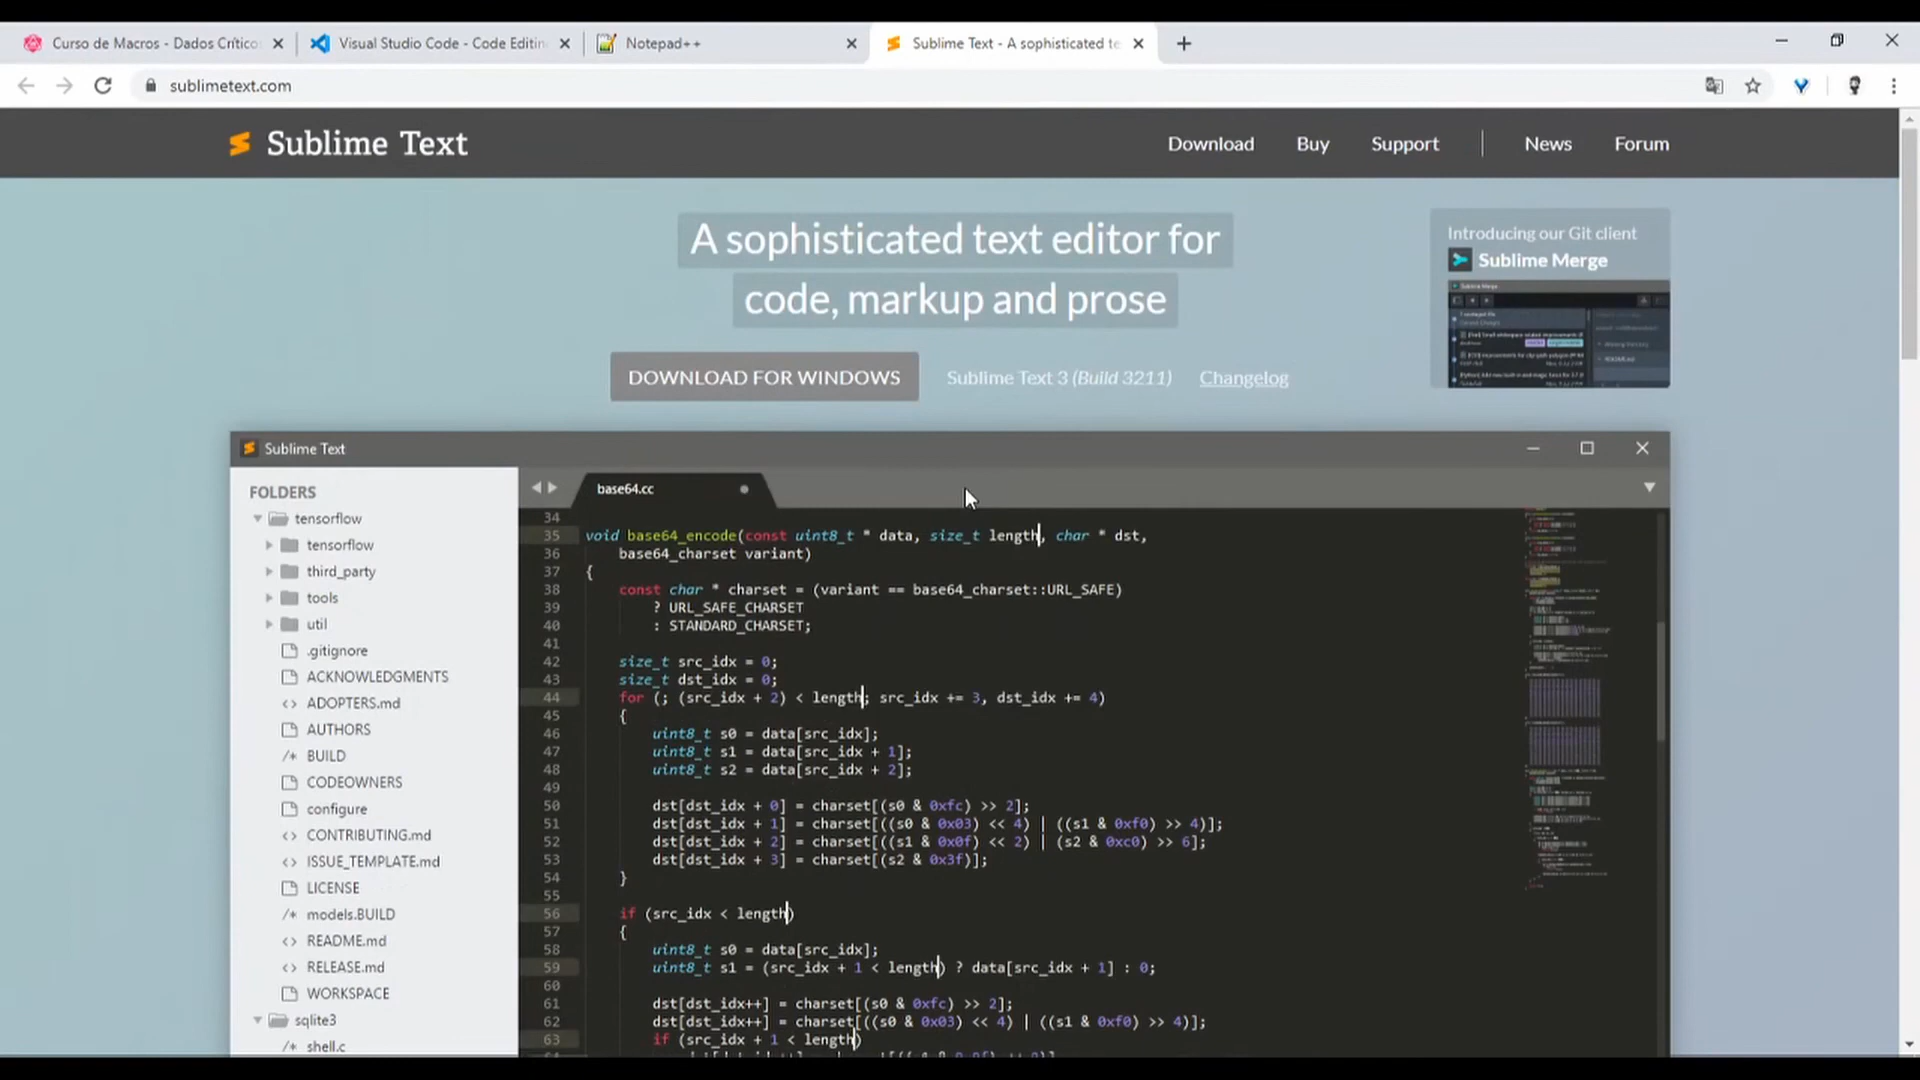 Curso de Macros - Dados Crítico
Visual Studio Code - Code Editin
Notepad++
Sublime Text - A sophisticated te
sublimetext.com
Sublime Text
Download
Buy
Support
News
Forum
A sophisticated text editor for
code, markup and prose
Introducing our Git client
Sublime Merge
DOWNLOAD FOR WINDOWS
Sublime Text 3 (Build 3211)
Changelog
Sublime Text
FOLDERS
tensorflow
tensorflow
third_party
tools
util
.gitignore
ACKNOWLEDGMENTS
<> ADOPTERS.md
AUTHORS
/* BUILD
CODEOWNERS
configure
<> CONTRIBUTING.md
<> ISSUE_TEMPLATE.md
LICENSE
/* models.BUILD
<> README.md
<> RELEASE.md
<> WORKSPACE
sqlite3
/* shell.c
base64.cc
34
35 void base64_encode(const uint8_t * data, size_t length, char * dst,
36 base64_charset variant)
37 {
38 const char * charset = (variant == base64_charset::URL_SAFE)
39 ? URL_SAFE_CHARSET
40 : STANDARD_CHARSET;
41
42 size_t src_idx = 0;
43 size_t dst_idx = 0;
44 for (; (src_idx + 2) < length; src_idx += 3, dst_idx += 4)
45 {
46 uint8_t s0 = data[src_idx];
47 uint8_t s1 = data[src_idx + 1];
48 uint8_t s2 = data[src_idx + 2];
49
50 dst[dst_idx + 0] = charset[(s0 & 0xfc) >> 2];
51 dst[dst_idx + 1] = charset[((s0 & 0x03) << 4) | ((s1 & 0xf0) >> 4)];
52 dst[dst_idx + 2] = charset[((s1 & 0x0f) << 2) | (s2 & 0xc0) >> 6];
53 dst[dst_idx + 3] = charset[(s2 & 0x3f)];
54 }
55
56 if (src_idx < length)
57 {
58 uint8_t s0 = data[src_idx];
59 uint8_t s1 = (src_idx + 1 < length) ? data[src_idx + 1] : 0;
60
61 dst[dst_idx++] = charset[(s0 & 0xfc) >> 2];
62 dst[dst_idx++] = charset[((s0 & 0x03) << 4) | ((s1 & 0xf0) >> 4)];
63 if (src_idx + 1 < length)